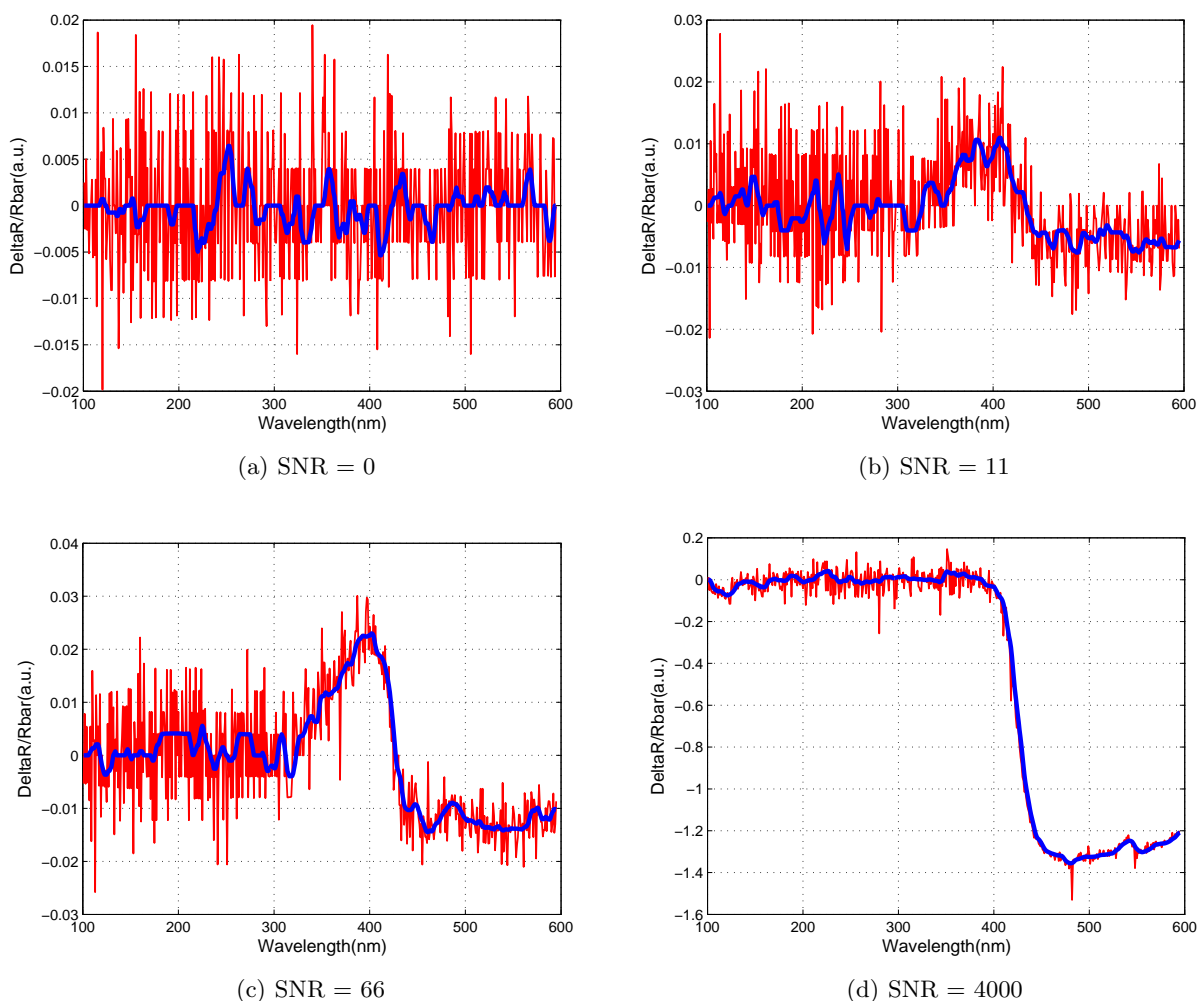 0.02
0.015
0.01
0.005
0
−0.005
−0.01
−0.015
−0.02
DeltaR/Rbar(a.u.)
100 200 300 400 500 600
Wavelength(nm)
(a) SNR = 0
0.03
0.02
0.01
0
−0.01
−0.02
−0.03
DeltaR/Rbar(a.u.)
100 200 300 400 500 600
Wavelength(nm)
(b) SNR = 11
0.04
0.03
0.02
0.01
0
−0.01
−0.02
−0.03
DeltaR/Rbar(a.u.)
100 200 300 400 500 600
Wavelength(nm)
(c) SNR = 66
0.2
0
−0.2
−0.4
−0.6
−0.8
−1
−1.2
−1.4
−1.6
DeltaR/Rbar(a.u.)
100 200 300 400 500 600
Wavelength(nm)
(d) SNR = 4000